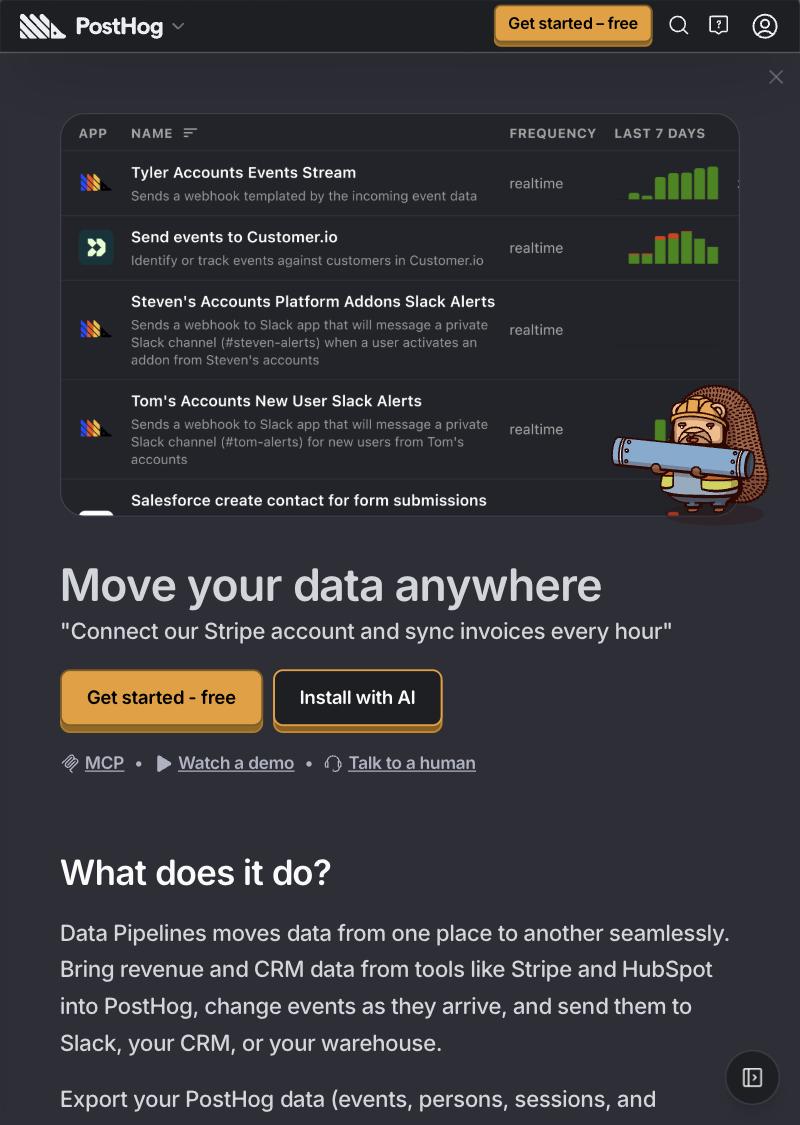 PostHog
Get started – free
APP NAME FREQUENCY LAST 7 DAYS
Tyler Accounts Events Stream
Sends a webhook templated by the incoming event data
realtime
Send events to Customer.io
Identify or track events against customers in Customer.io
realtime
Steven's Accounts Platform Addons Slack Alerts
Sends a webhook to Slack app that will message a private
Slack channel (#steven-alerts) when a user activates an
addon from Steven's accounts
realtime
Tom's Accounts New User Slack Alerts
Sends a webhook to Slack app that will message a private
Slack channel (#tom-alerts) for new users from Tom's
accounts
realtime
Salesforce create contact for form submissions
Move your data anywhere
"Connect our Stripe account and sync invoices every hour"
Get started - free
Install with AI
MCP • Watch a demo • Talk to a human
What does it do?
Data Pipelines moves data from one place to another seamlessly.
Bring revenue and CRM data from tools like Stripe and HubSpot
into PostHog, change events as they arrive, and send them to
Slack, your CRM, or your warehouse.
Export your PostHog data (events, persons, sessions, and